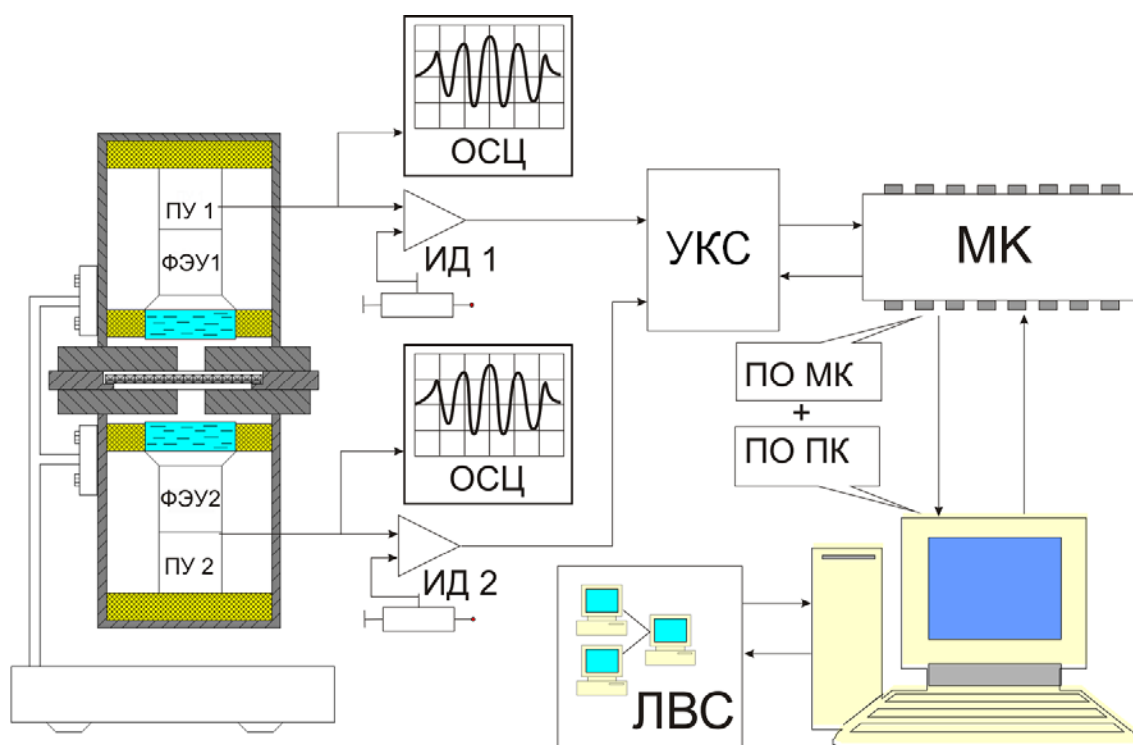 ОСЦ
ПУ 1
ФЭУ1
ИД 1
УКС
МК
ПО МК
+
ПО ПК
ОСЦ
ФЭУ2
ПУ 2
ИД 2
ЛВС